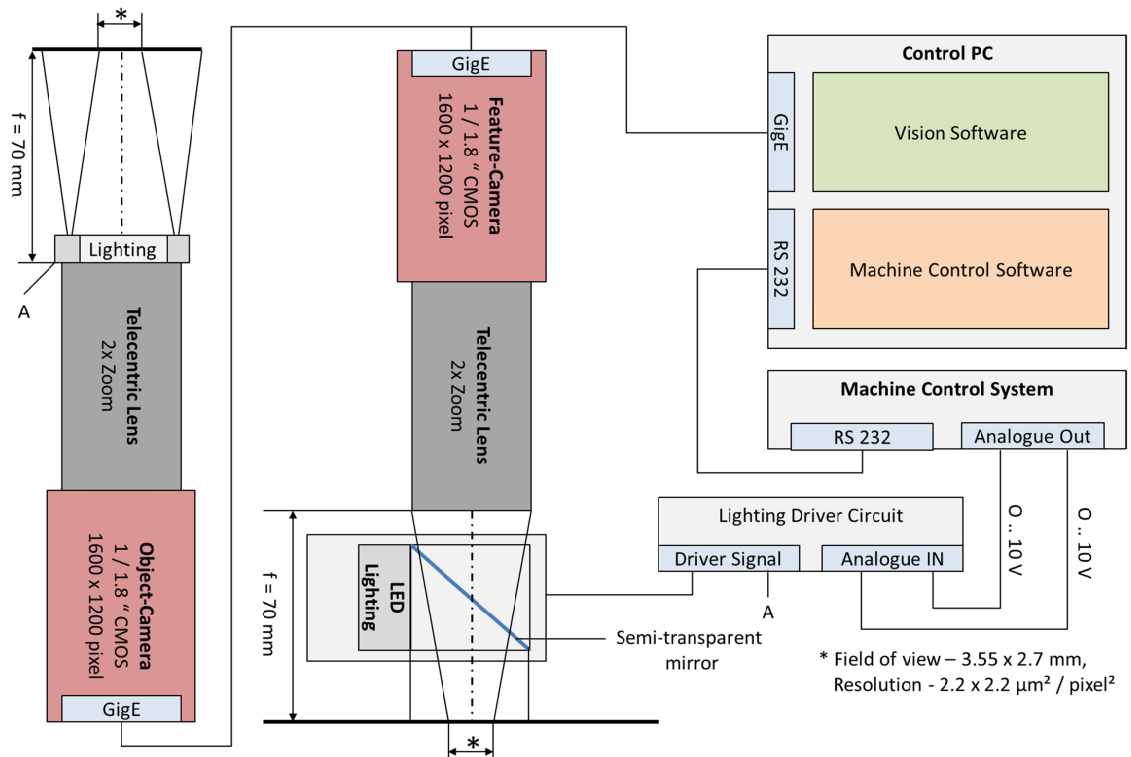 *
f = 70 mm
Lighting
A
Telecentric Lens
2x Zoom
Object-Camera
1 / 1.8 “ CMOS
1600 x 1200 pixel
GigE
GigE
Feature-Camera
1 / 1.8 “ CMOS
1600 x 1200 pixel
Telecentric Lens
2x Zoom
f = 70 mm
LED
Lighting
Semi-transparent
mirror
*
Control PC
GigE
Vision Software
RS 232
Machine Control Software
Machine Control System
RS 232
Analogue Out
O .. 10 V
O .. 10 V
Lighting Driver Circuit
Driver Signal
Analogue IN
A
* Field of view – 3.55 x 2.7 mm,
Resolution - 2.2 x 2.2 µm² / pixel²